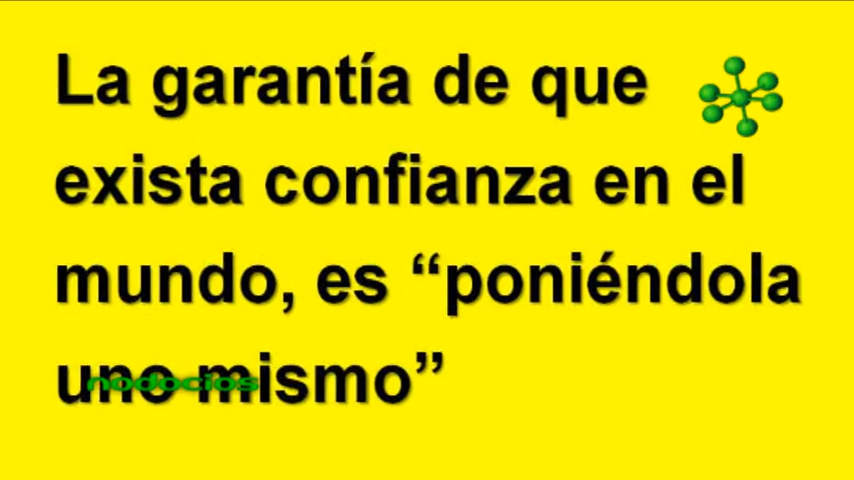 La garantía de que
exista confianza en el
mundo, es “poniéndola
uno mismo”
nodocios